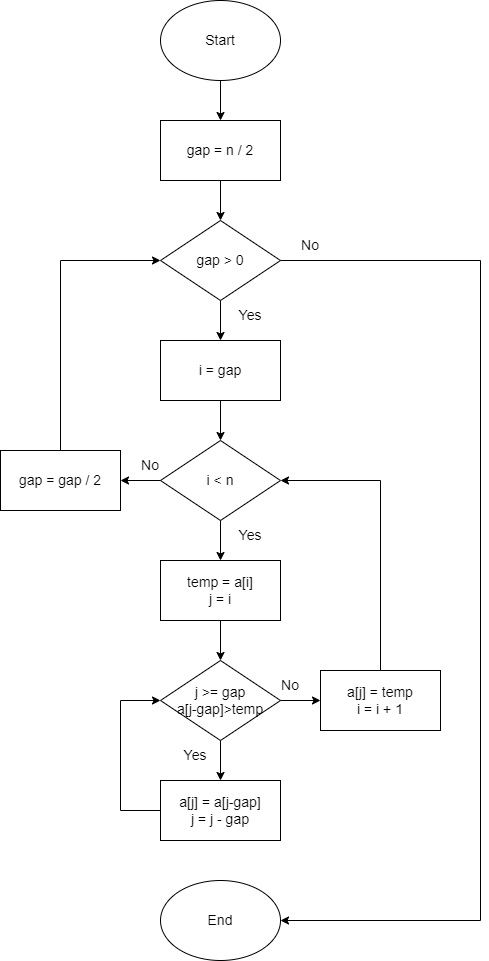 Start
gap = n / 2
gap > 0
No
Yes
i = gap
i < n
No
gap = gap / 2
Yes
temp = a[i]
j = i
j >= gap
a[j-gap]>temp
No
a[j] = temp
i = i + 1
Yes
a[j] = a[j-gap]
j = j - gap
End